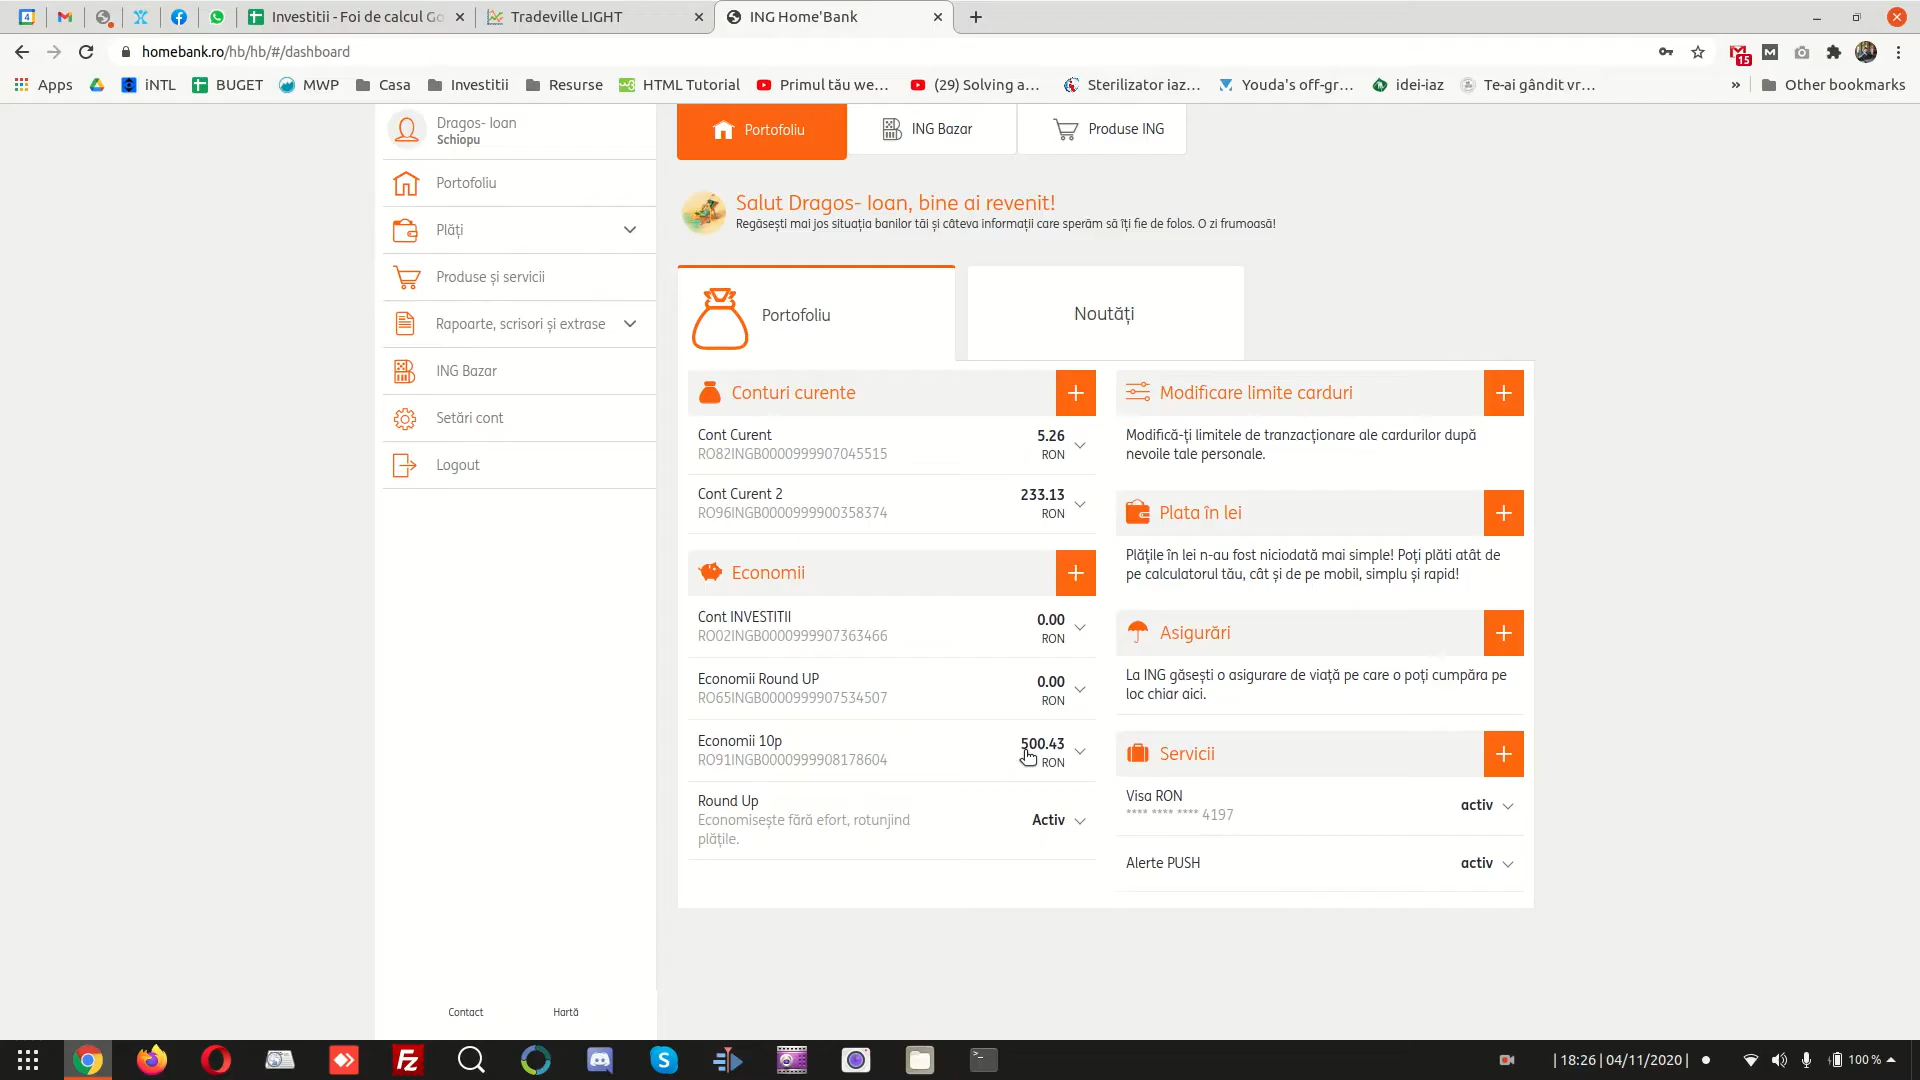 Investitii - Foi de calcul Go
Tradeville LIGHT
ING Home'Bank
homebank.ro/hb/hb/#/dashboard
15
Apps
iNTL
BUGET
MWP
Casa
Investitii
Resurse
HTML Tutorial
Primul tău we...
(29) Solving a...
Sterilizator iaz...
Youda's off-gr...
idei-iaz
Te-ai gândit vr...
»
Other bookmarks
Dragos- Ioan
Schiopu
Portofoliu
Plăți
Produse și servicii
Rapoarte, scrisori și extrase
ING Bazar
Setări cont
Logout
Contact
Hartă
Portofoliu
ING Bazar
Produse ING
Salut Dragos- Ioan, bine ai revenit!
Regăsești mai jos situația banilor tăi și câteva informații care sperăm să îți fie de folos. O zi frumoasă!
Portofoliu
Noutăți
Conturi curente
Cont Curent
5.26
RO82INGB0000999907045515
RON
Cont Curent 2
233.13
RO96INGB0000999900358374
RON
Economii
Cont INVESTITII
0.00
RO02INGB0000999907363466
RON
Economii Round UP
0.00
RO65INGB0000999907534507
RON
Economii 10p
500.43
RO91INGB0000999908178604
RON
Round Up
Economisește fără efort, rotunjind
plățile.
Activ
Modificare limite carduri
Modifică-ți limitele de tranzacționare ale cardurilor după
nevoile tale personale.
Plata în lei
Plățile în lei n-au fost niciodată mai simple! Poți plăti atât de
pe calculatorul tău, cât și de pe mobil, simplu și rapid!
Asigurări
La ING găsești o asigurare de viață pe care o poți cumpăra pe
loc chiar aici.
Servicii
Visa RON
**** **** **** 4197
activ
Alerte PUSH
activ
| 18:26 | 04/11/2020 |
100 %